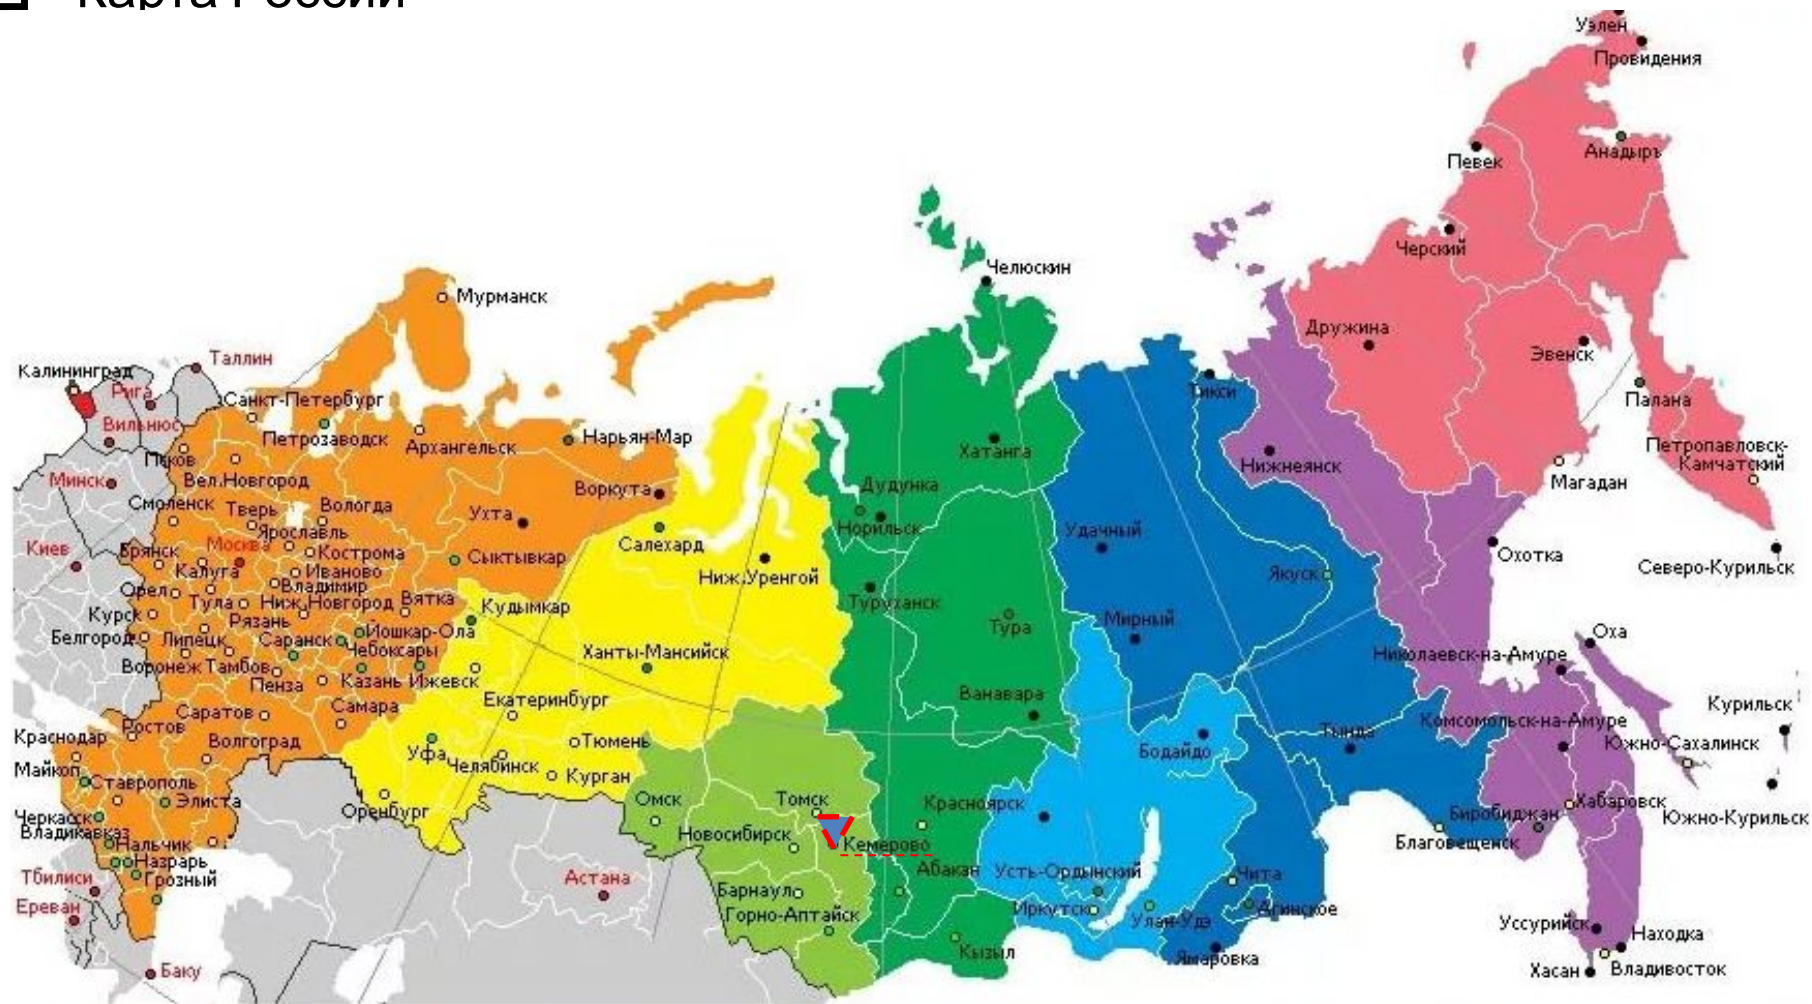 Карта России
Уэлен
Провидения
Певек
Анадыръ
Черский
Челюскин
Мурманск
Дружина
Эвенск
Таллин
Калининград
Рига
Санкт-Петербург
Тикси
Палана
Вильнюс
Петрозаводск
Архангельск
Нарьян-Мар
Хатанга
Нижнеянск
Петропавловск-
Камчатский
Псков
Минск
Вел.Новгород
Воркута
Дудунка
Магадан
Смоленск
Тверь
Вологда
Ухта
Норильск
Удачный
Ярославль
Салехард
Киев
Брянск
Москва
Кострома
Сыктывкар
Охотка
Северо-Курильск
Калуга
Иваново
Ниж.Уренгой
Якуск
Владимир
Орел
Тула
Ниж.Новгород
Вятка
Кудымкар
Туруханск
Курск
Рязань
Тура
Мирный
Белгород
Липецк
Саранск
Йошкар-Ола
Оха
Чебоксары
Ханты-Мансийск
Николаевск-на-Амуре
Воронеж
Тамбов
Пенза
Казань
Ижевск
Екатеринбург
Ванавара
Курильск
Саратов
Самара
Ростов
Комсомольск-на-Амуре
Краснодар
Волгоград
Уфа
Тюмень
Бодайдо
Тында
Южно-Сахалинск
Майкоп
Челябинск
Курган
Ставрополь
Элиста
Оренбург
Омск
Томск
Красноярск
Хабаровск
Биробиджан
Южно-Курильск
Черкасск
Владикавказ
Новосибирск
Кемерово
Благовещенск
Нальчик
Назрарь
Грозный
Тбилиси
Астана
Абакан
Усть-Ордынский
Чита
Барнаул
Ереван
Горно-Аптайск
Иркутск
Улан-Удэ
Агинское
Уссурийск
Находка
Кызыл
Ямаровка
Баку
Хасан
Владивосток